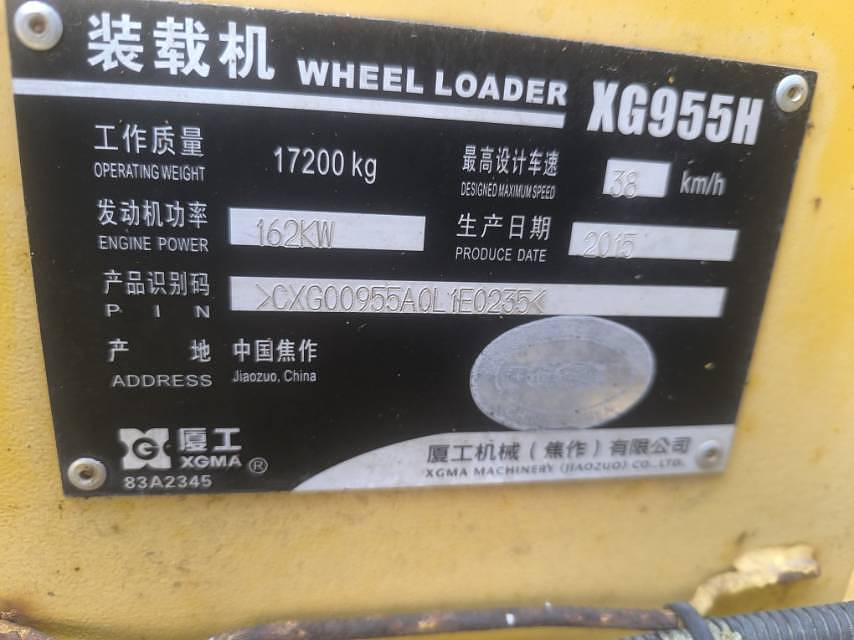 装载机 WHEEL LOADER XG955H
工作质量 17200 kg 最高设计车速 38 km/h
OPERATING WEIGHT DESIGNED MAXIMUM SPEED
发动机功率 162KW 生产日期 2015
ENGINE POWER PRODUCE DATE
产品识别码 >CXG00955A0L1E0235<
PIN
产地 中国焦作
ADDRESS Jiaozuo, China
G 厦工
XGMA ®
83A2345
厦工机械(焦作)有限公司
XGMA MACHINERY (JIAOZUO) CO., LTD.